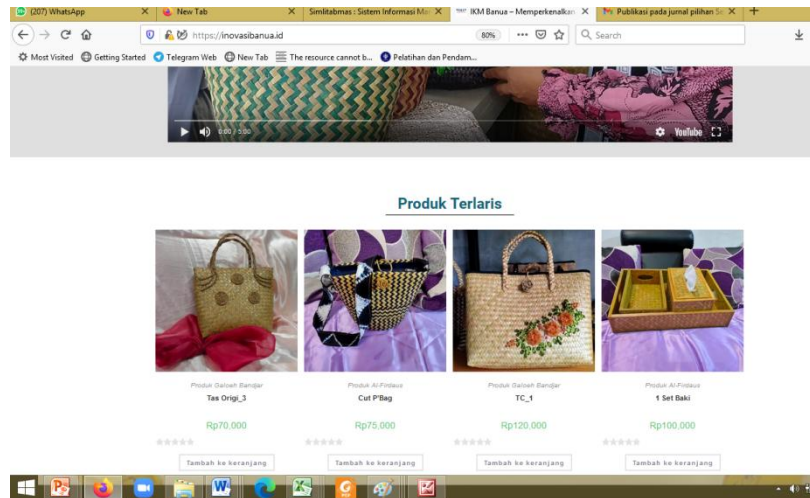 (207) WhatsApp
New Tab
Simlitabmas : Sistem Informasi Ma
IKM Banua – Memperkenalkan
Publikasi pada jurnal pilihan Se
https://inovasibanua.id
80%
Search
Most Visited
Getting Started
Telegram Web
New Tab
The resource cannot b...
Pelatihan dan Pendam...
0:00 / 5:00
YouTube
Produk Terlaris
Produk Galoeh Bandjar
Produk Al-Firdaus
Produk Galoeh Bandjar
Produk Al-Firdaus
Tas Origi_3
Cut P'Bag
TC_1
1 Set Baki
Rp70,000
Rp75,000
Rp120,000
Rp100,000
Tambah ke keranjang
Tambah ke keranjang
Tambah ke keranjang
Tambah ke keranjang